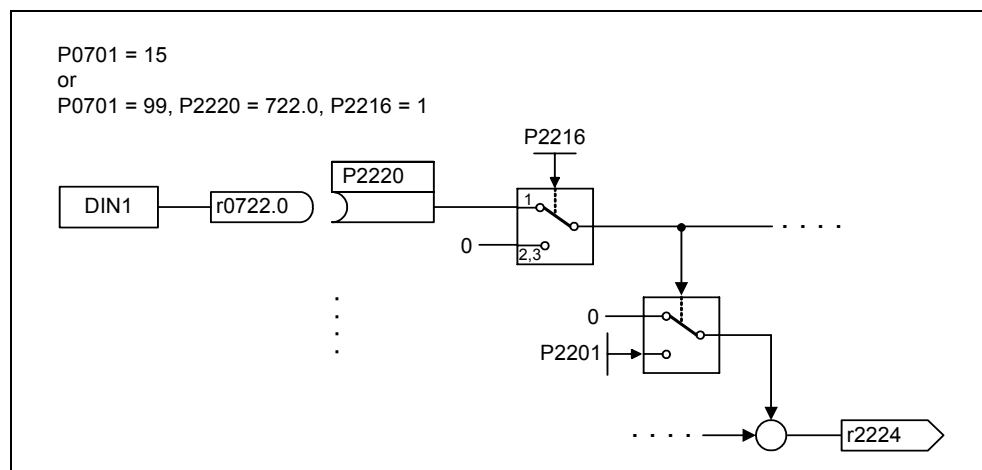 P0701 = 15
or
P0701 = 99, P2220 = 722.0, P2216 = 1
P2216
P2220
DIN1
r0722.0
1
0
2,3
. . . .
0
P2201
. . . .
. . . .
r2224